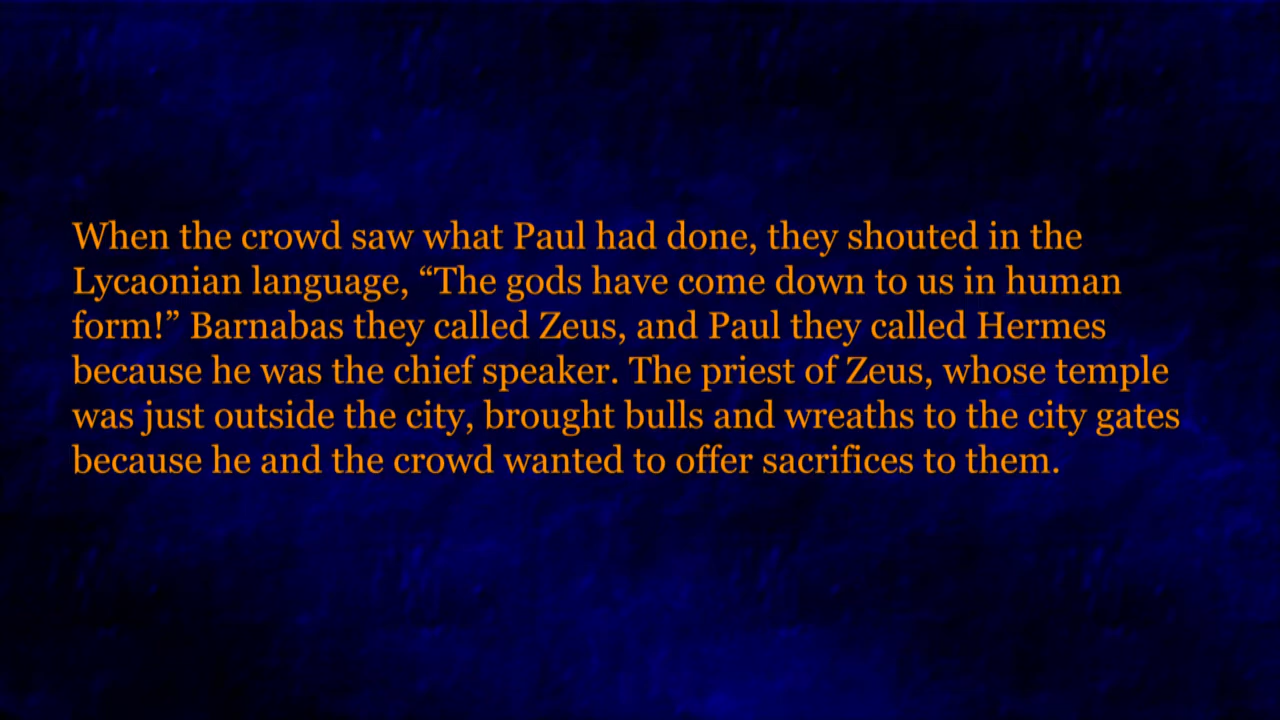 When the crowd saw what Paul had done, they shouted in the
Lycaonian language, “The gods have come down to us in human
form!” Barnabas they called Zeus, and Paul they called Hermes
because he was the chief speaker. The priest of Zeus, whose temple
was just outside the city, brought bulls and wreaths to the city gates
because he and the crowd wanted to offer sacrifices to them.